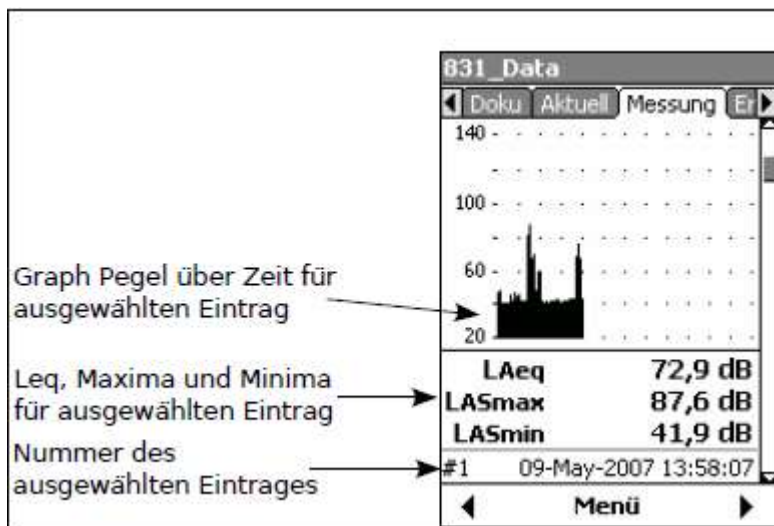 831_Data
Doku Aktuell Messung Er
140
100
60
20
Graph Pegel über Zeit für
ausgewählten Eintrag
Leq, Maxima und Minima
für ausgewählten Eintrag
Nummer des
ausgewählten Eintrages
LAeq 72,9 dB
LASmax 87,6 dB
LASmin 41,9 dB
#1 09-May-2007 13:58:07
Menü